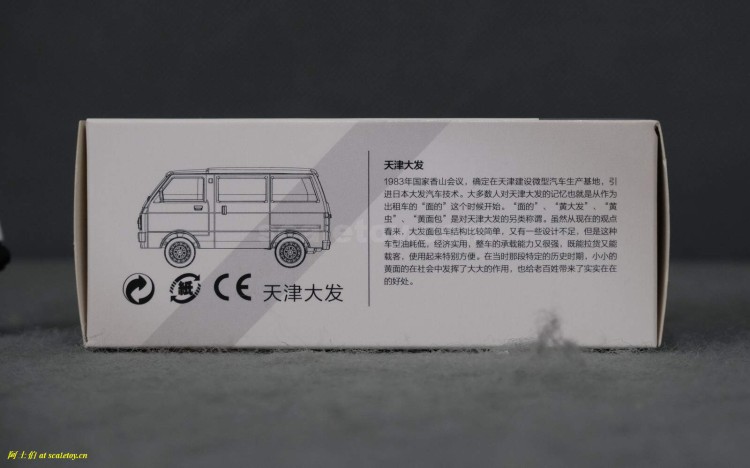 天津大发
1983年国家香山会议，确定在天津建设微型汽车生产基地，引
进日本大发汽车技术。大多数人对天津大发的记忆也就是从作为
出租车的“面的”这个时候开始。“面的”、“黄大发”、“黄
虫”、“黄面包”是对天津大发的另类称谓。虽然从现在的观点
看来，大发面包车结构比较简单，又有一些设计不足，但是这种
车型油耗低，经济实用，整车的承载能力又很强，既能拉货又能
载客，使用起来特别方便。在当时那段特定的历史时期，小小的
黄面的在社会中发挥了大大的作用，也给老百姓带来了实实在在
的好处。
紙
CE
天津大发
阿土伯 at scaletoy.cn